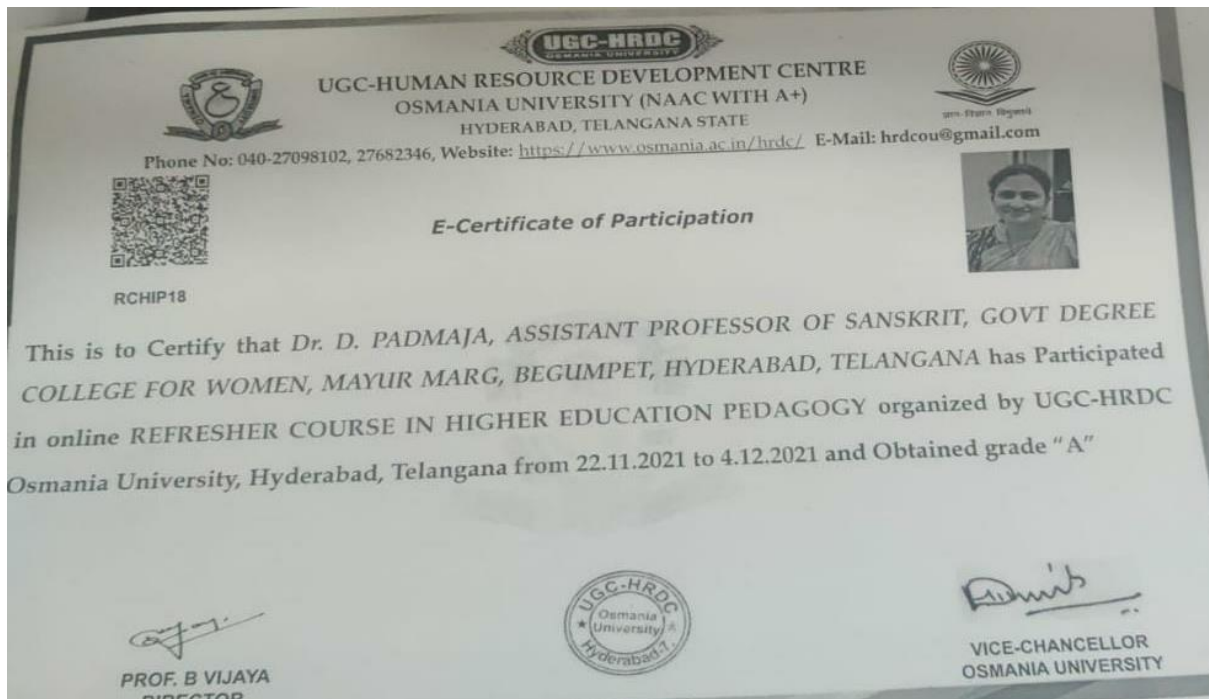 UGC-HRDC
OSMANIA UNIVERSITY
UGC-HUMAN RESOURCE DEVELOPMENT CENTRE
OSMANIA UNIVERSITY (NAAC WITH A+)
HYDERABAD, TELANGANA STATE
Phone No: 040-27098102, 27682346, Website: https://www.osmania.ac.in/hrdc/ E-Mail: hrdcou@gmail.com
E-Certificate of Participation
RCHIP18
This is to Certify that Dr. D. PADMAJA, ASSISTANT PROFESSOR OF SANSKRIT, GOVT DEGREE
COLLEGE FOR WOMEN, MAYUR MARG, BEGUMPET, HYDERABAD, TELANGANA has Participated
in online REFRESHER COURSE IN HIGHER EDUCATION PEDAGOGY organized by UGC-HRDC
Osmania University, Hyderabad, Telangana from 22.11.2021 to 4.12.2021 and Obtained grade "A"
UGC-HRDC
Osmania
University
Hyderabad-7.
PROF. B VIJAYA
DIRECTOR
VICE-CHANCELLOR
OSMANIA UNIVERSITY